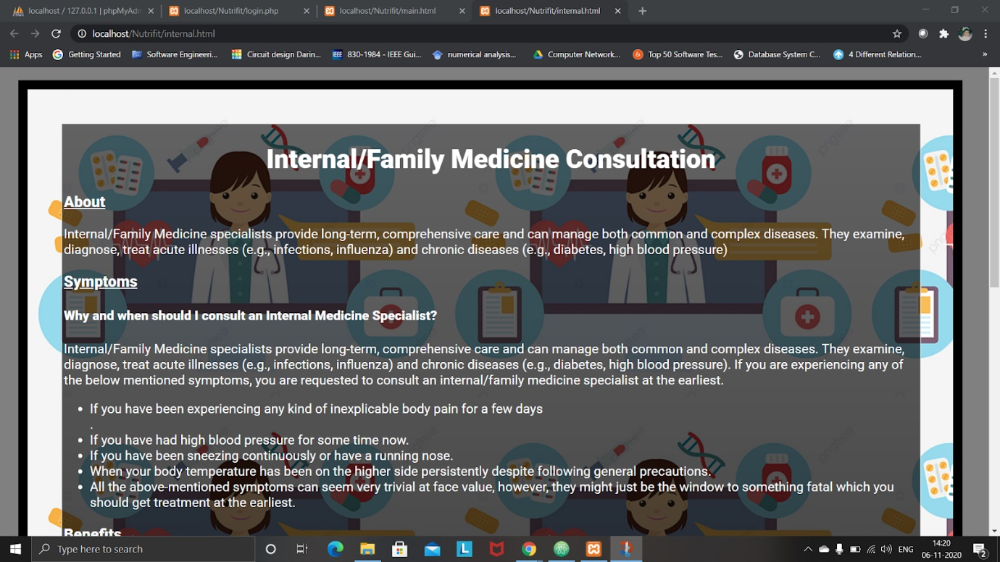 localhost / 127.0.0.1 | phpMyAdm
localhost/Nutrifit/login.php
localhost/Nutrifit/main.html
localhost/Nutrifit/internal.html
localhost/Nutrifit/internal.html
Apps
Getting Started
Software Engineeri...
Circuit design Darin...
IEEE
830-1984 - IEEE Gui...
numerical analysis...
Computer Network...
Top 50 Software Tes...
Database System C...
4 Different Relation...
»
Internal/Family Medicine Consultation
About
Internal/Family Medicine specialists provide long-term, comprehensive care and can manage both common and complex diseases. They examine,
diagnose, treat acute illnesses (e.g., infections, influenza) and chronic diseases (e.g., diabetes, high blood pressure)
Symptoms
Why and when should I consult an Internal Medicine Specialist?
Internal/Family Medicine specialists provide long-term, comprehensive care and can manage both common and complex diseases. They examine,
diagnose, treat acute illnesses (e.g., infections, influenza) and chronic diseases (e.g., diabetes, high blood pressure). If you are experiencing any of
the below mentioned symptoms, you are requested to consult an internal/family medicine specialist at the earliest.
• If you have been experiencing any kind of inexplicable body pain for a few days
.
• If you have had high blood pressure for some time now.
• If you have been sneezing continuously or have a running nose.
• When your body temperature has been on the higher side persistently despite following general precautions.
• All the above-mentioned symptoms can seem very trivial at face value, however, they might just be the window to something fatal which you
should get treatment at the earliest.
Benefits
Type here to search
L
ENG
14:20
06-11-2020
2